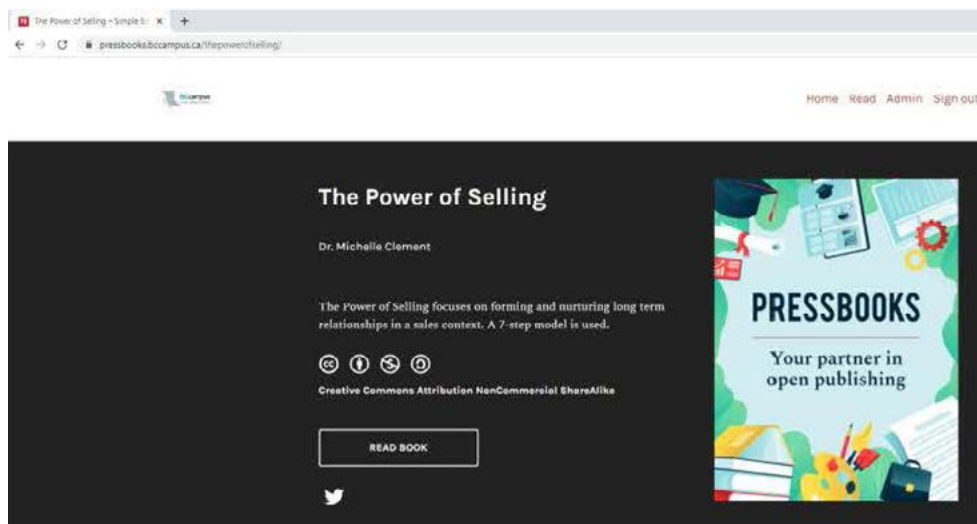 The Power of Selling – Simple S
pressbooks.bccampus.ca/thepowerofselling/
Home Read Admin Sign out
The Power of Selling
Dr. Michelle Clement
The Power of Selling focuses on forming and nurturing long term
relationships in a sales context. A 7-step model is used.
Creative Commons Attribution NonCommercial ShareAlike
READ BOOK
PRESSBOOKS
Your partner in
open publishing